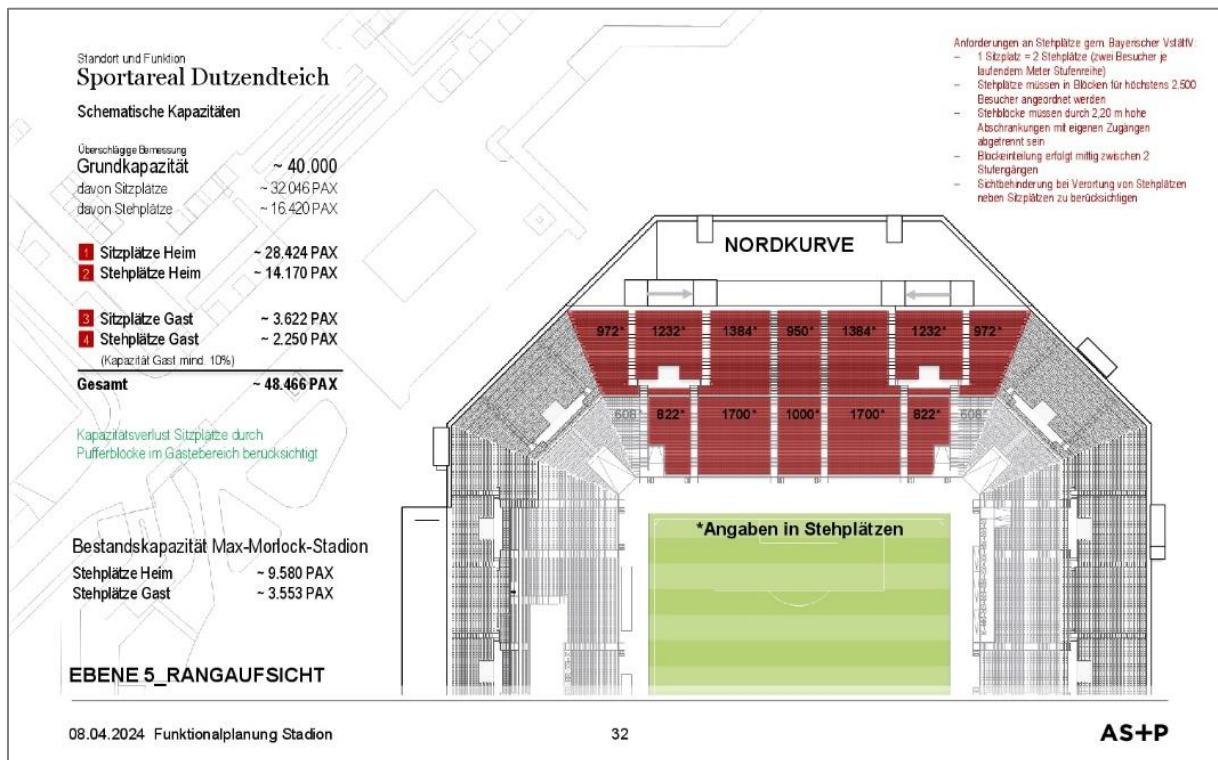 Standort und Funktion
Sportareal Dutzendteich
Schematische Kapazitäten
Überschlägige Bemessung
Grundkapazität ~ 40.000
davon Sitzplätze ~ 32.046 PAX
davon Stehplätze ~ 16.420 PAX
1 Sitzplätze Heim ~ 28.424 PAX
2 Stehplätze Heim ~ 14.170 PAX
3 Sitzplätze Gast ~ 3.622 PAX
4 Stehplätze Gast ~ 2.250 PAX
(Kapazität Gast mind. 10%)
Gesamt ~ 48.466 PAX
Kapazitätsverlust Sitzplätze durch
Pufferblöcke im Gästebereich berücksichtigt
Bestandskapazität Max-Morlock-Stadion
Stehplätze Heim ~ 9.580 PAX
Stehplätze Gast ~ 3.553 PAX
EBENE 5_RANGAUFSICHT
Anforderungen an Stehplätze gem. Bayerischer VstättV:
– 1 Sitzplatz = 2 Stehplätze (zwei Besucher je
laufendem Meter Stufenreihe)
– Stehplätze müssen in Blöcken für höchstens 2.500
Besucher angeordnet werden
– Stehblöcke müssen durch 2,20 m hohe
Abschrankungen mit eigenen Zugängen
abgetrennt sein
– Blockeinteilung erfolgt mittig zwischen 2
Stufengängen
– Sichtbehinderung bei Verortung von Stehplätzen
neben Sitzplätzen zu berücksichtigen
NORDKURVE
972* 1232* 1384* 950* 1384* 1232* 972*
608* 822* 1700* 1000* 1700* 822* 608*
*Angaben in Stehplätzen
08.04.2024 Funktionalplanung Stadion
32
AS+P